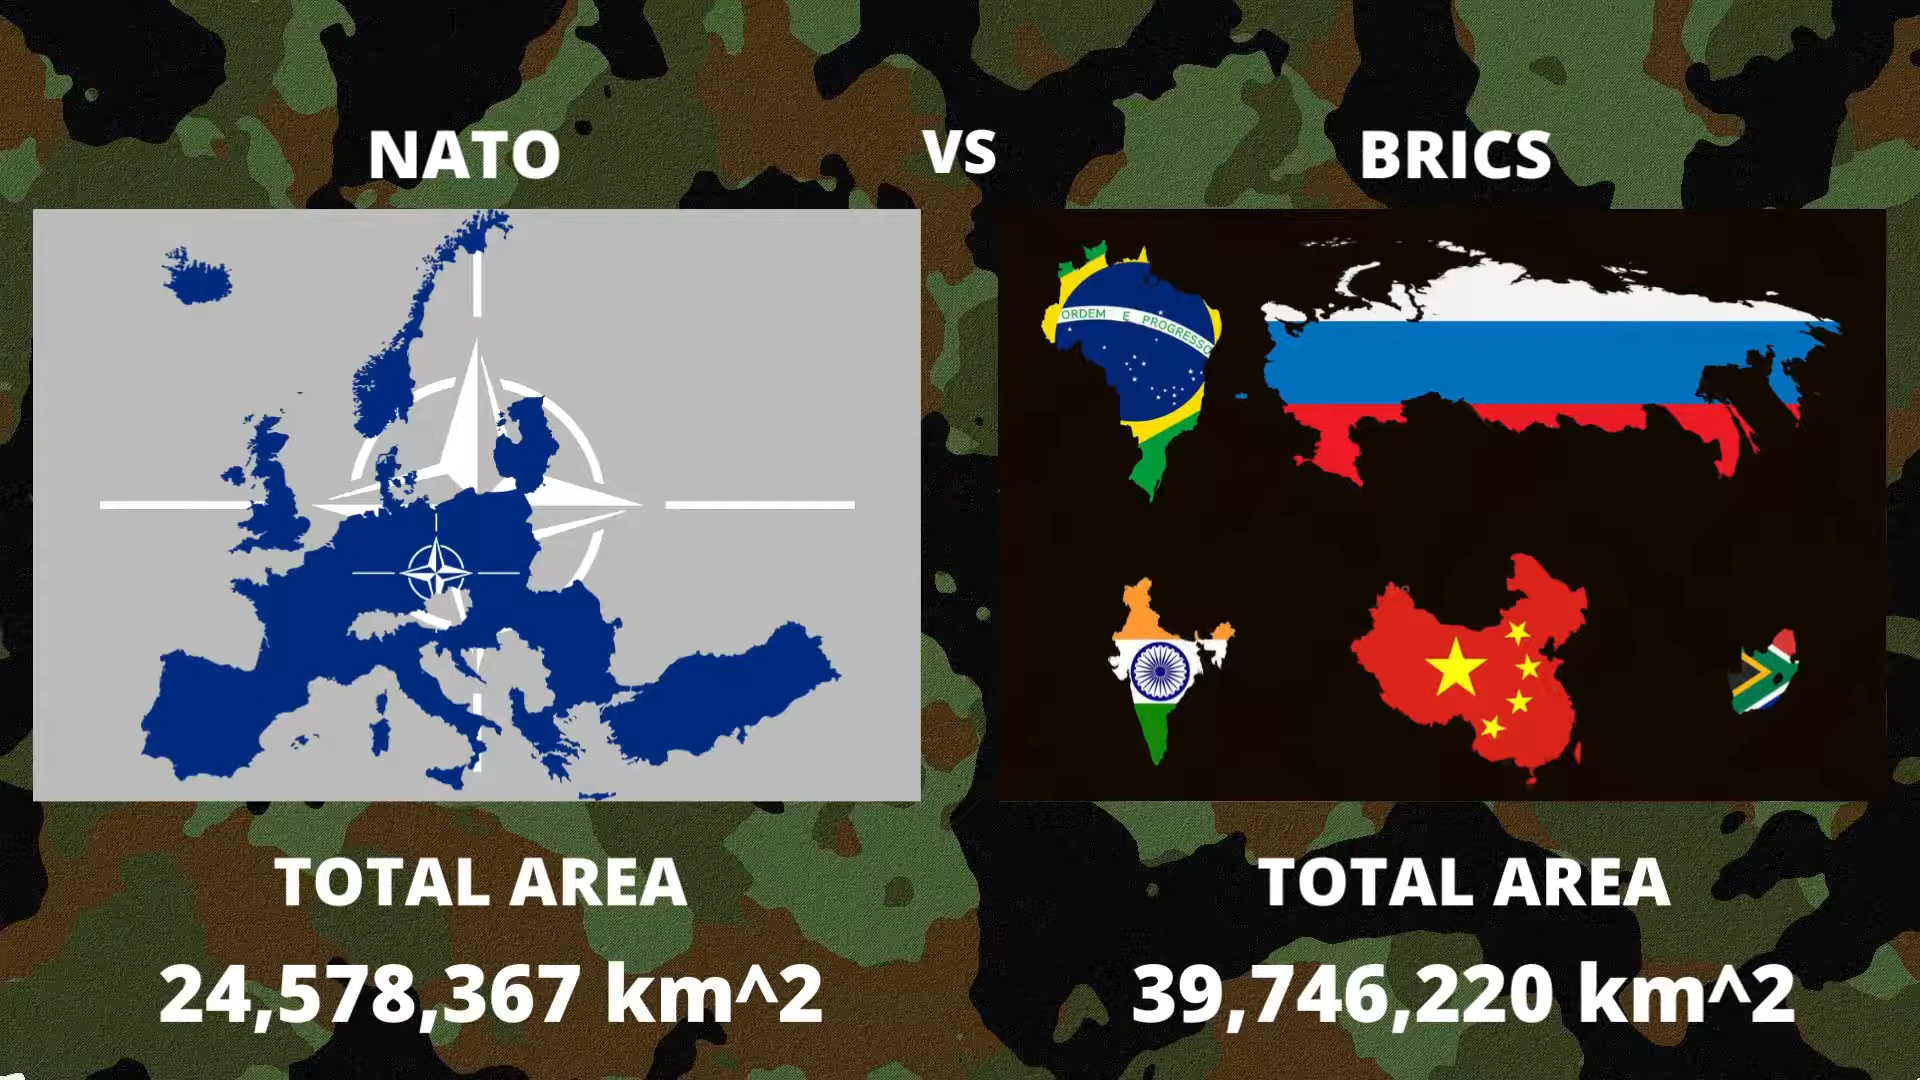 NATO
VS
BRICS
ORDEM E PROGRESSO
TOTAL AREA
24,578,367 km^2
TOTAL AREA
39,746,220 km^2